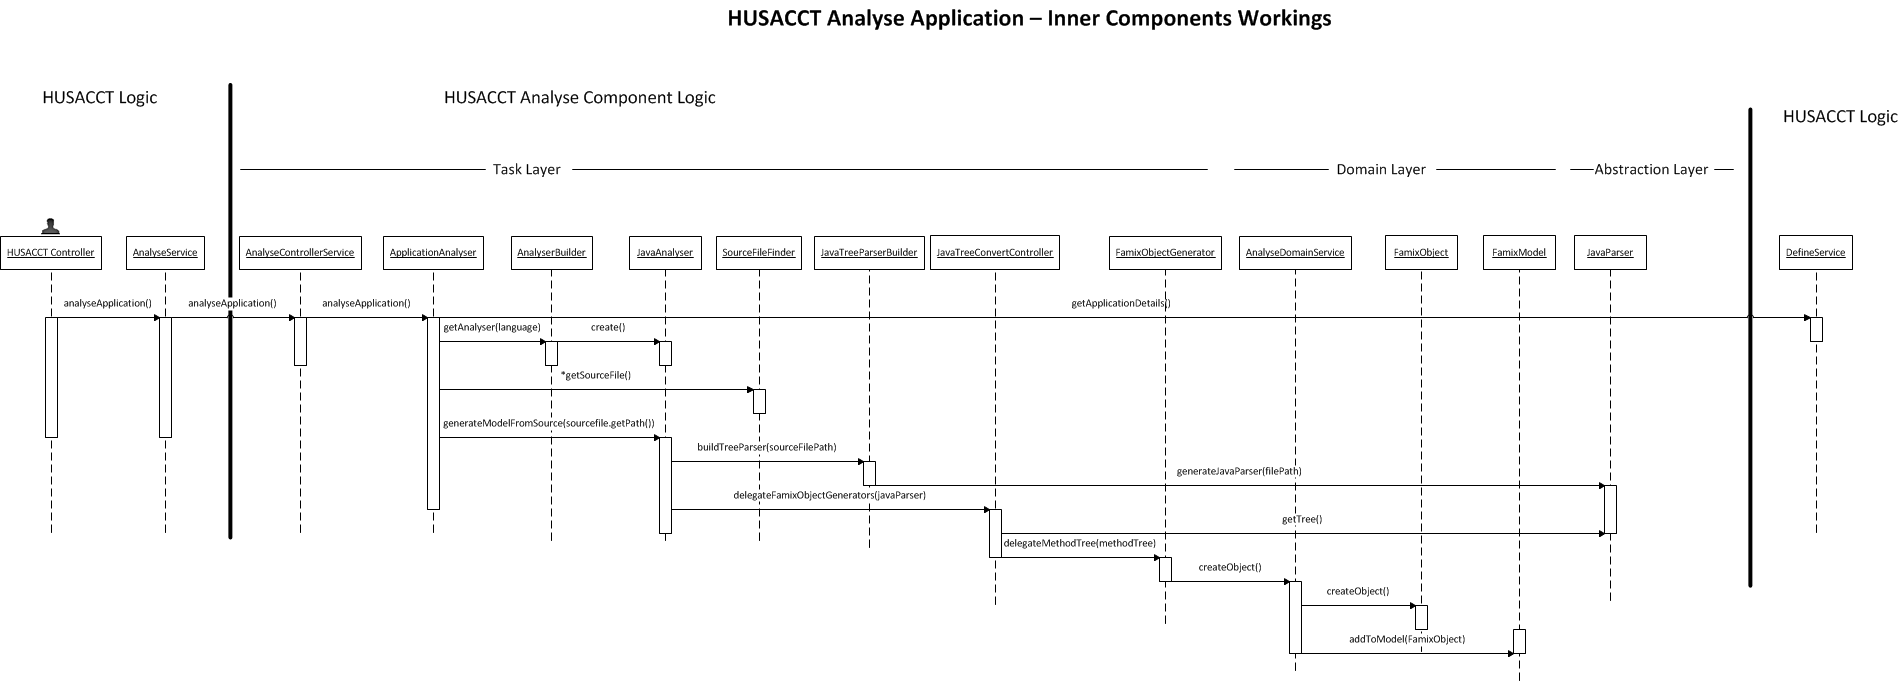 HUSACCT Analyse Application – Inner Components Workings
HUSACCT Logic
HUSACCT Analyse Component Logic
HUSACCT Logic
Task Layer
Domain Layer
Abstraction Layer
HUSACCT Controller
AnalyseService
AnalyseControllerService
ApplicationAnalyser
AnalyserBuilder
JavaAnalyser
SourceFileFinder
JavaTreeParserBuilder
JavaTreeConvertController
FamixObjectGenerator
AnalyseDomainService
FamixObject
FamixModel
JavaParser
DefineService
analyseApplication()
analyseApplication()
analyseApplication()
getApplicationDetails()
getAnalyser(language)
create()
*getSourceFile()
generateModelFromSource(sourcefile.getPath())
buildTreeParser(sourceFilePath)
generateJavaParser(filePath)
delegateFamixObjectGenerators(javaParser)
getTree()
delegateMethodTree(methodTree)
createObject()
createObject()
addToModel(FamixObject)